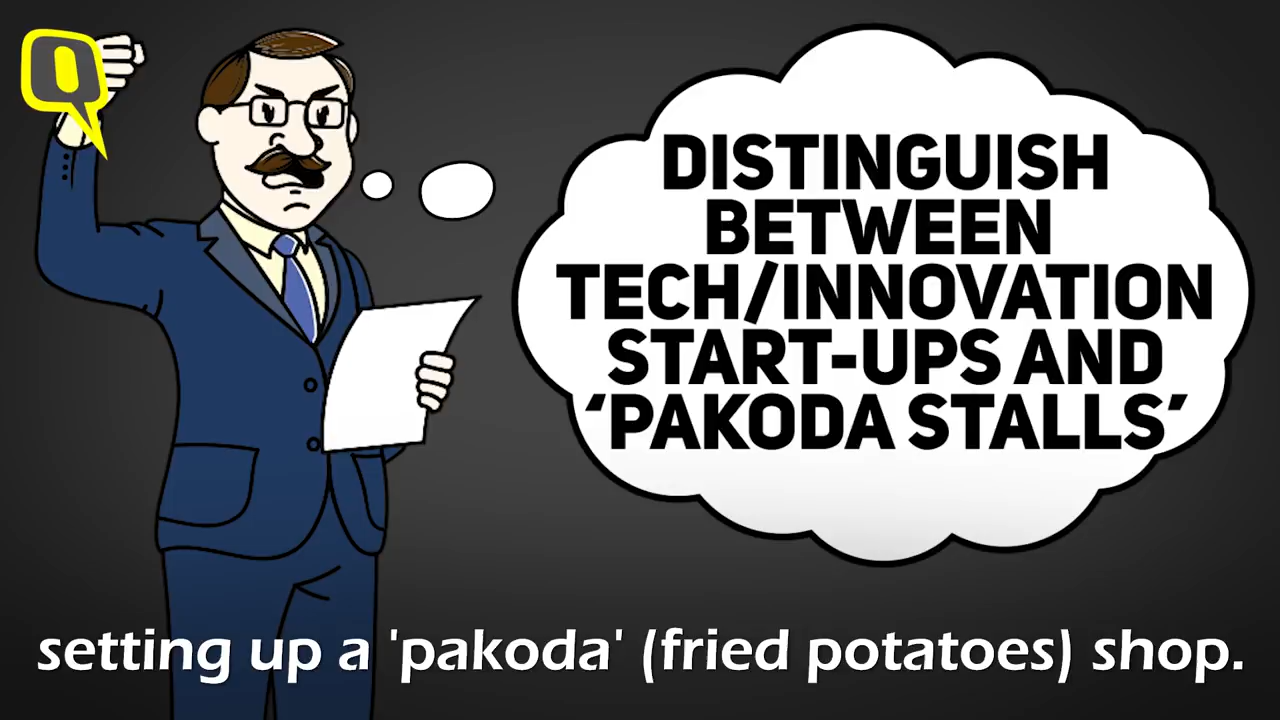 DISTINGUISH
BETWEEN
TECH/INNOVATION
START-UPS AND
‘PAKODA STALLS’
setting up a 'pakoda' (fried potatoes) shop.